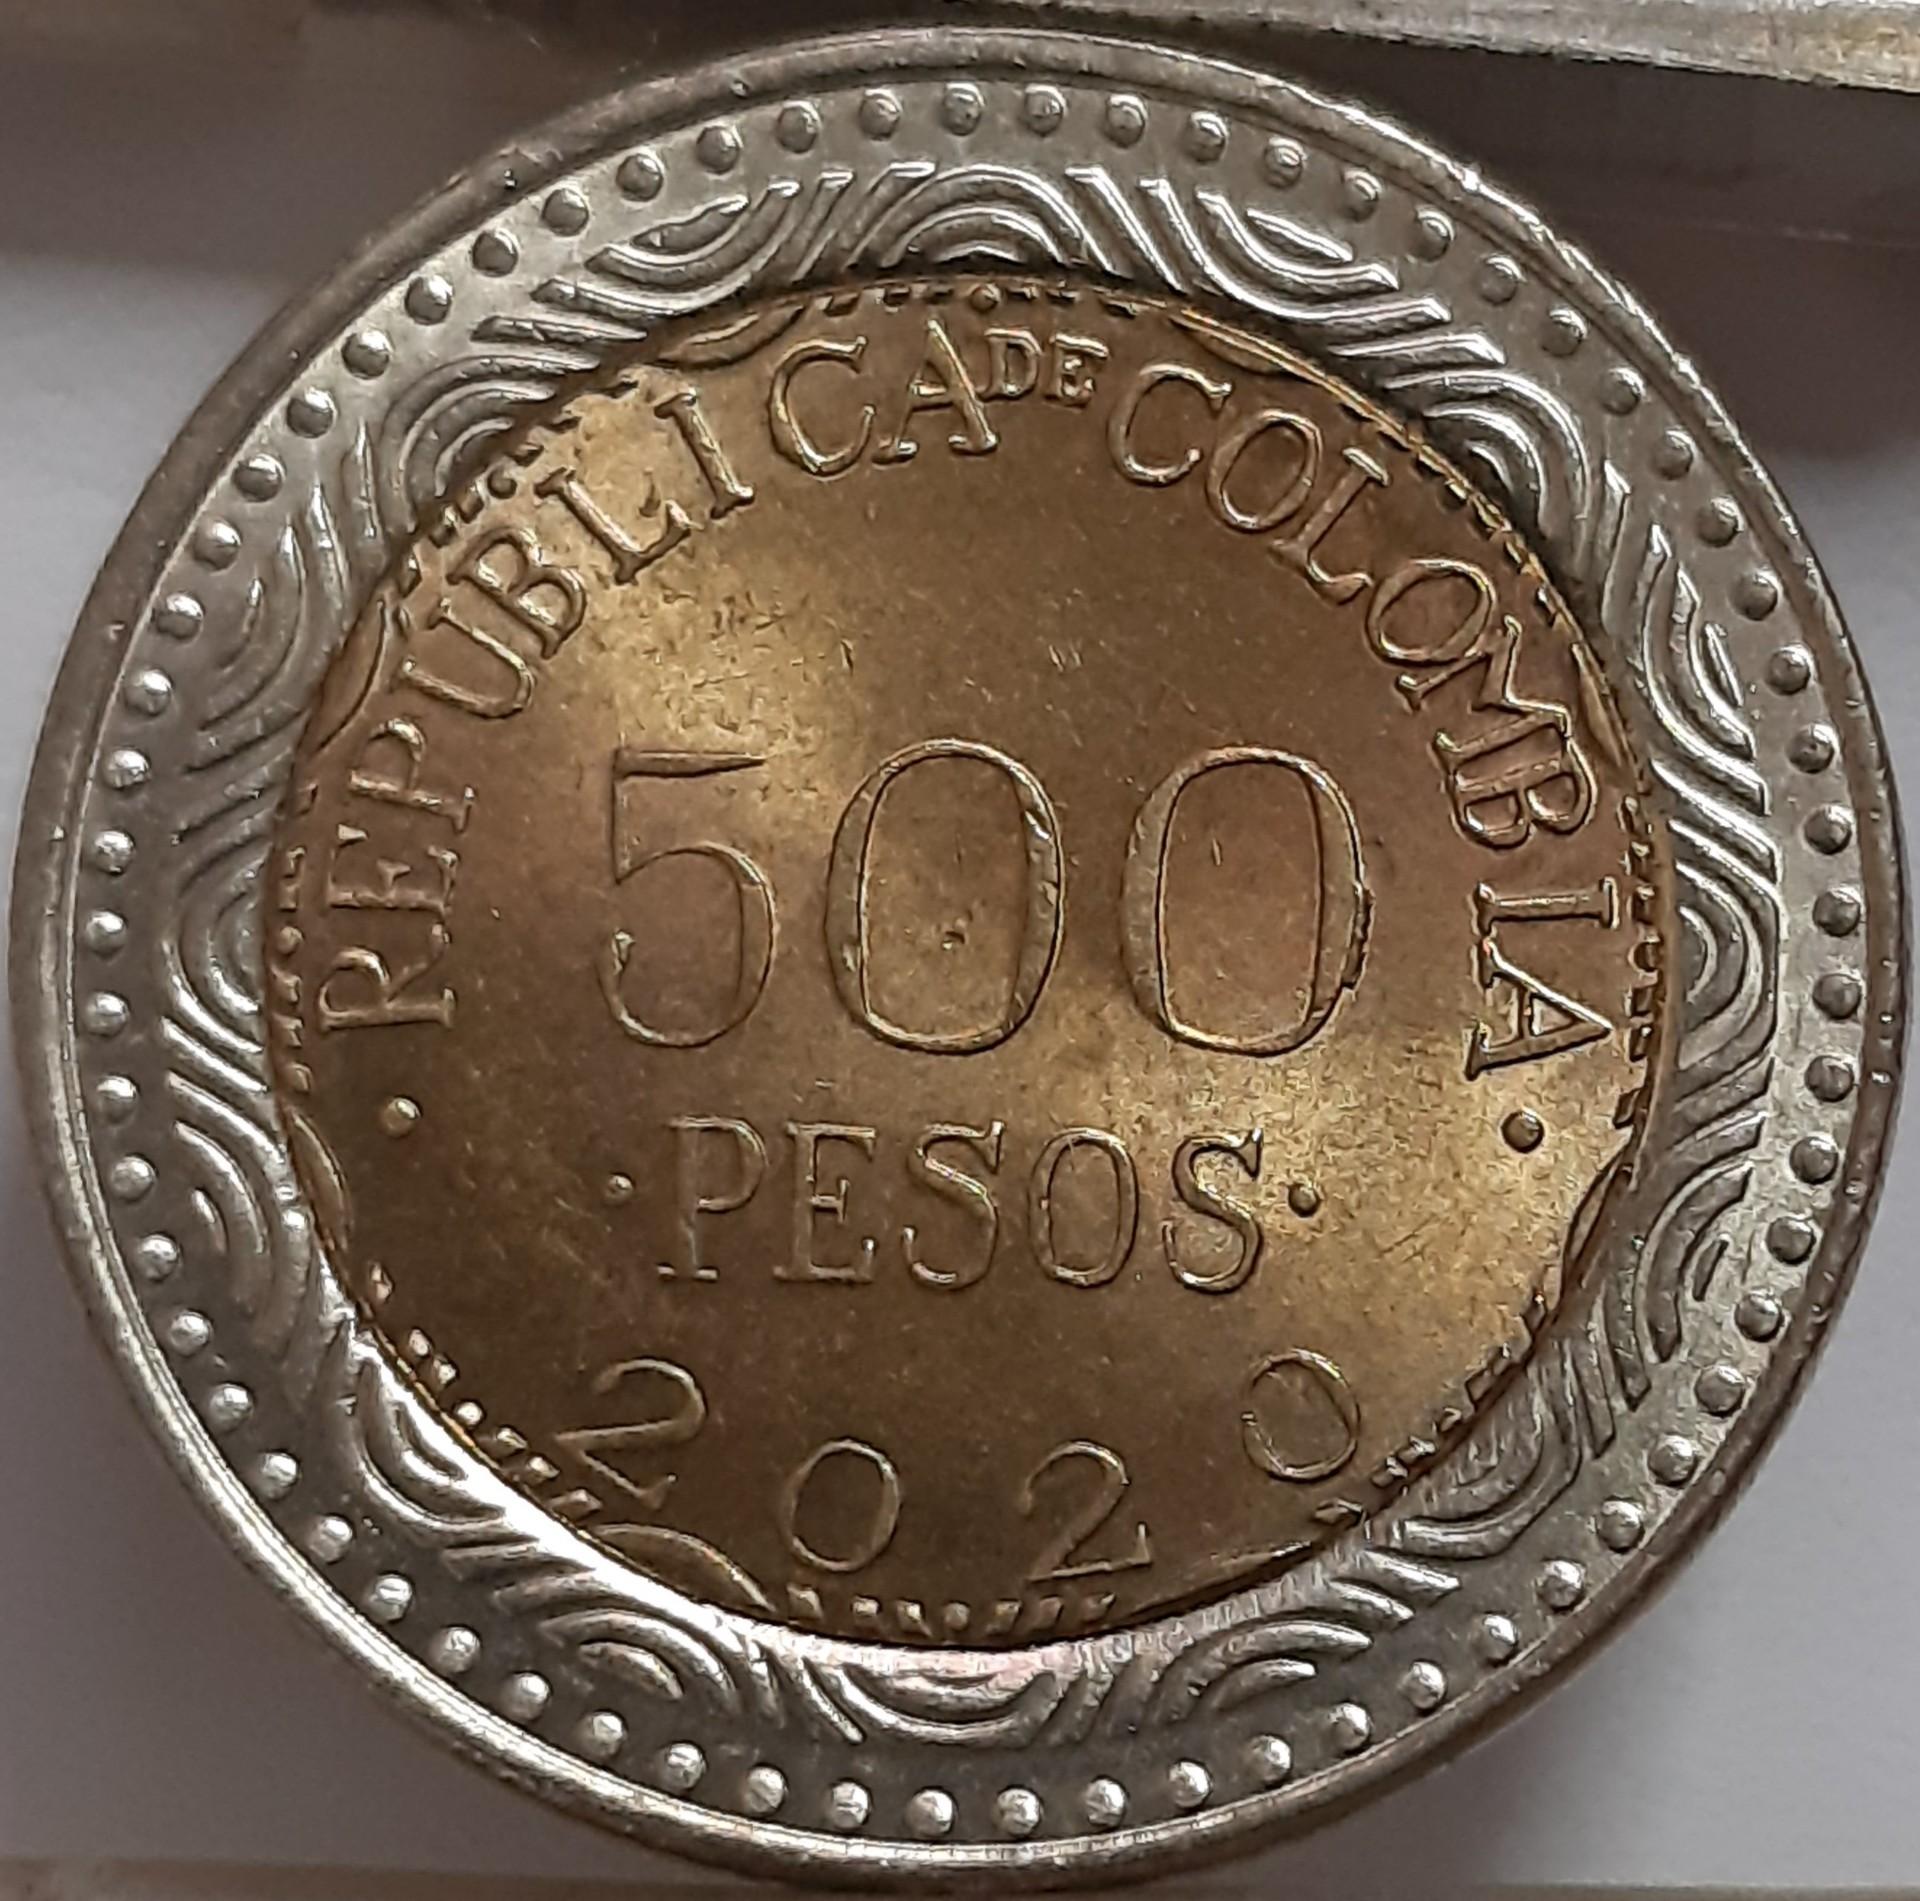 REPUBLICA DE COLOMBIA
500
PESOS
2020